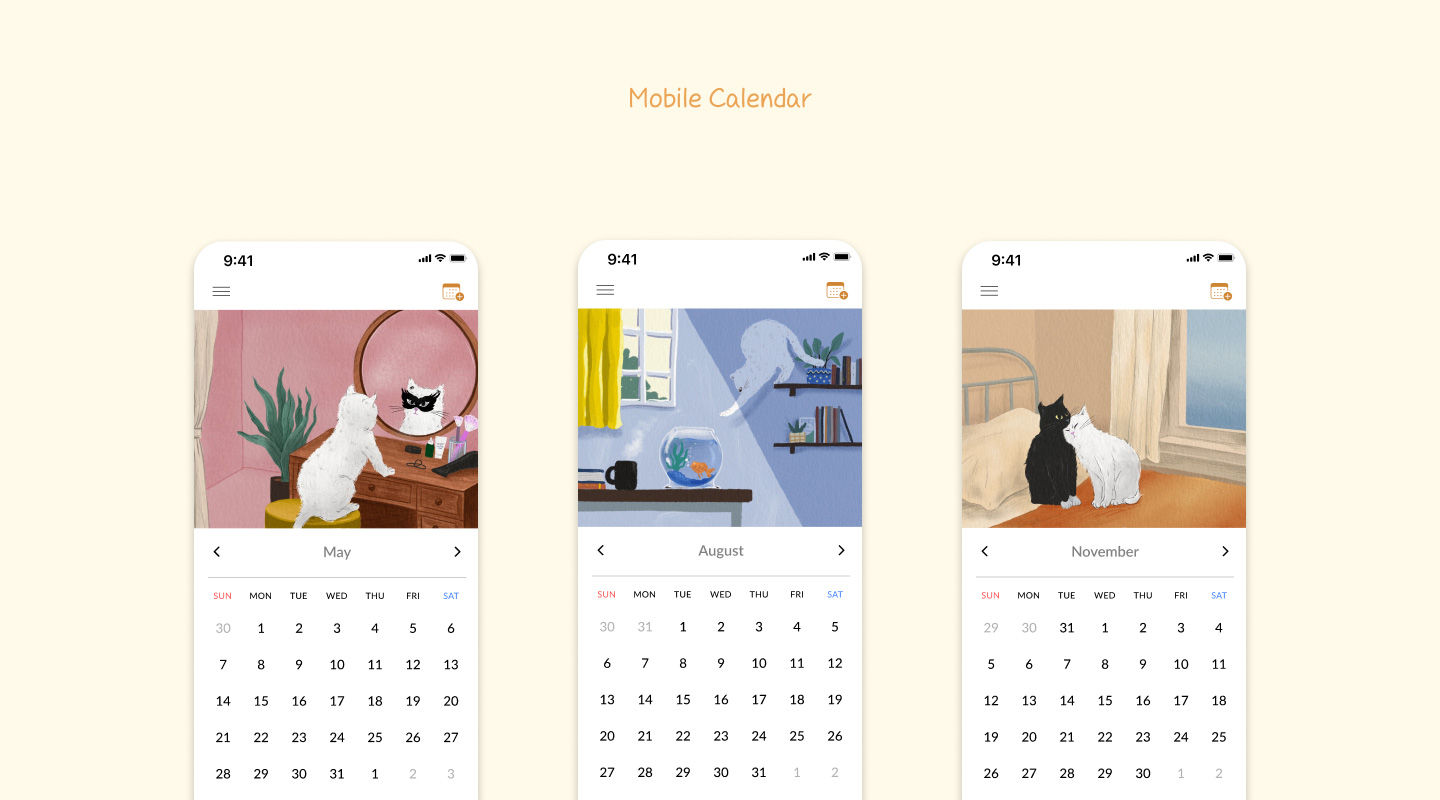 Mobile Calendar
9:41
May
SUN MON TUE WED THU FRI SAT
30 1 2 3 4 5 6
7 8 9 10 11 12 13
14 15 16 17 18 19 20
21 22 23 24 25 26 27
28 29 30 31 1 2 3
9:41
August
SUN MON TUE WED THU FRI SAT
30 31 1 2 3 4 5
6 7 8 9 10 11 12
13 14 15 16 17 18 19
20 21 22 23 24 25 26
27 28 29 30 31 1 2
9:41
November
SUN MON TUE WED THU FRI SAT
29 30 31 1 2 3 4
5 6 7 8 9 10 11
12 13 14 15 16 17 18
19 20 21 22 23 24 25
26 27 28 29 30 1 2